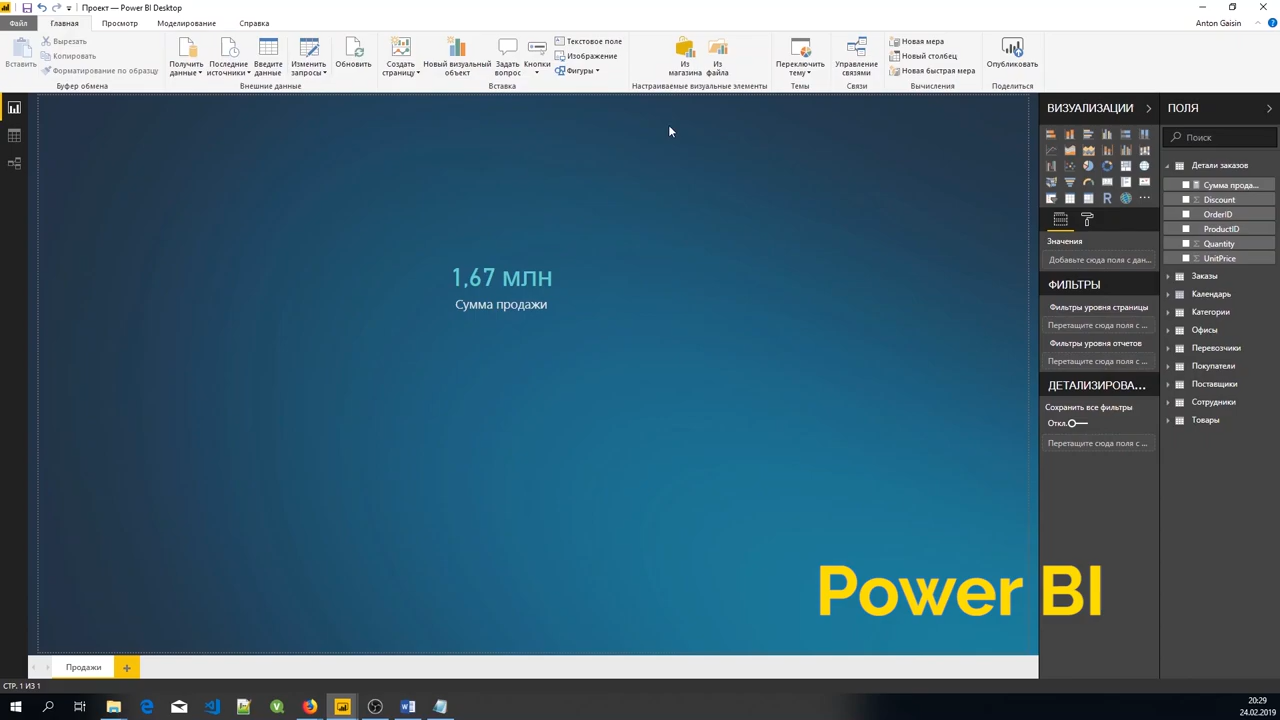 Проект — Power BI Desktop
Файл Главная Просмотр Моделирование Справка Anton Gaisin
Вставить
Вырезать
Копировать
Форматирование по образцу
Буфер обмена
Получить данные
Последние источники
Введите данные
Изменить запросы
Обновить
Внешние данные
Создать страницу
Новый визуальный объект
Задать вопрос
Кнопки
Текстовое поле
Изображение
Фигуры
Вставка
Из магазина
Из файла
Настраиваемые визуальные элементы
Переключить тему
Темы
Управление связями
Связи
Новая мера
Новый столбец
Новая быстрая мера
Вычисления
Опубликовать
Поделиться
1,67 МЛН
Сумма продажи
Power BI
ВИЗУАЛИЗАЦИИ
R
Значения
Добавьте сюда поля с дан...
ФИЛЬТРЫ
Фильтры уровня страницы
Перетащите сюда поля с ...
Фильтры уровня отчетов
Перетащите сюда поля с ...
ДЕТАЛИЗИРОВА...
Сохранить все фильтры
Откл.
Перетащите сюда поля с ...
ПОЛЯ
Поиск
Детали заказов
Сумма прода...
Discount
OrderID
ProductID
Quantity
UnitPrice
Заказы
Календарь
Категории
Офисы
Перевозчики
Покупатели
Поставщики
Сотрудники
Товары
Продажи
СТР. 1 ИЗ 1
20:29
24.02.2019